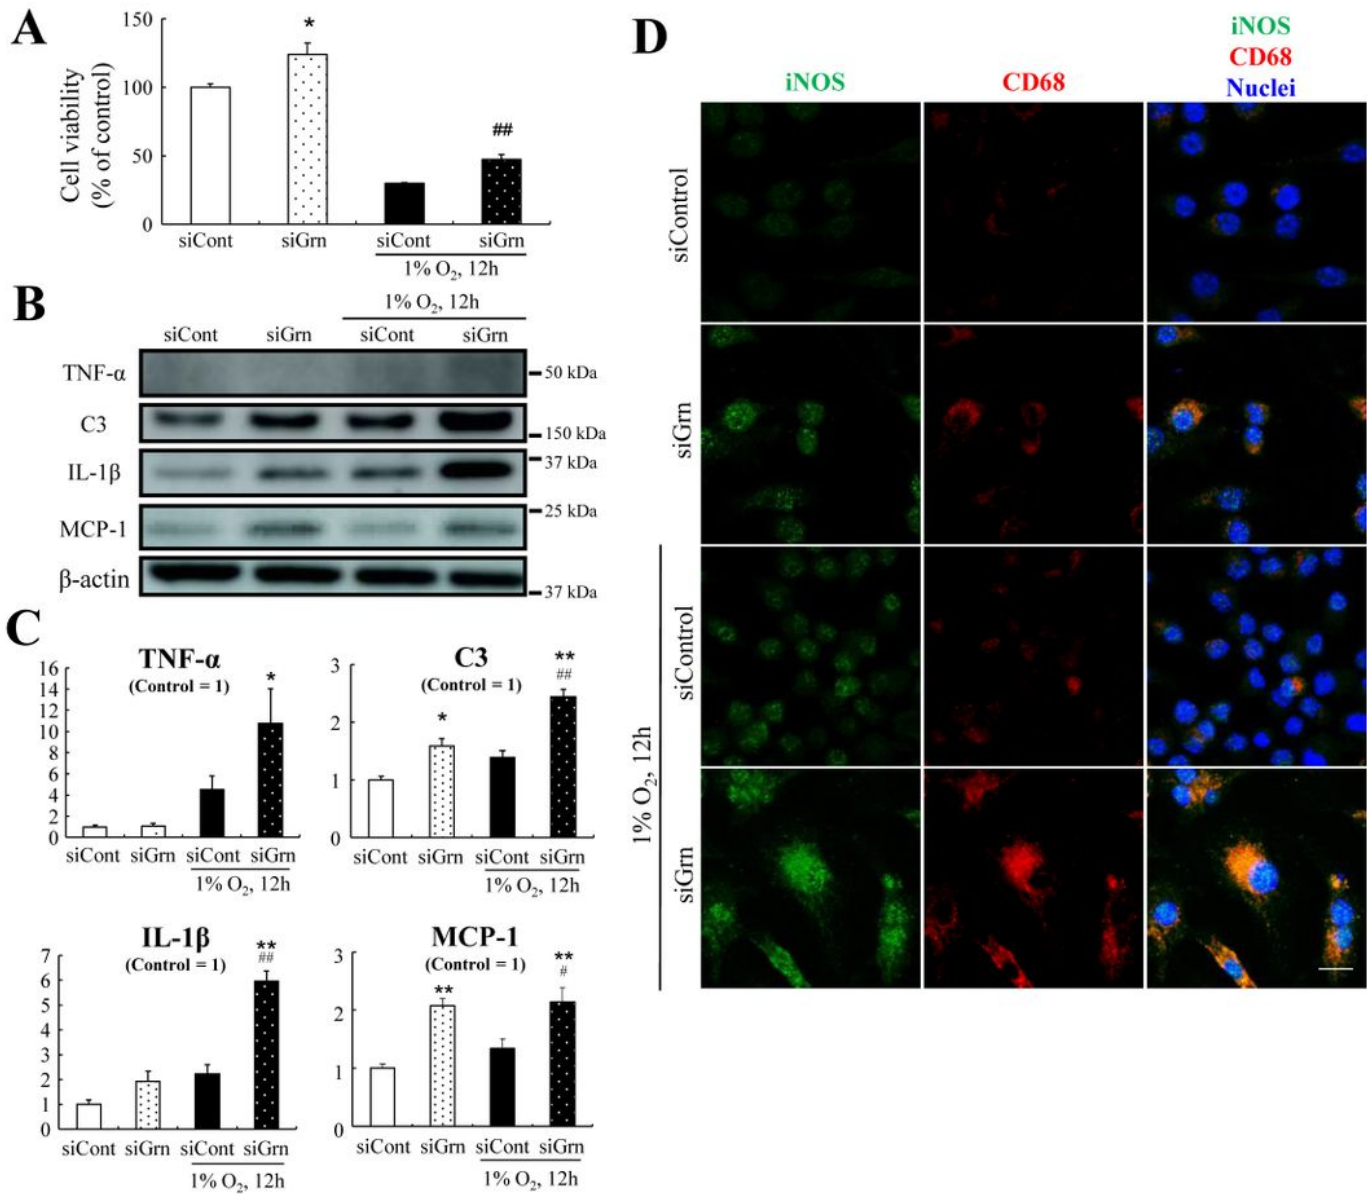 A
150
100
50
0
Cell viability
(% of control)
*
##
siCont
siGrn
siCont
siGrn
1% O₂, 12h
B
1% O₂, 12h
siCont
siGrn
siCont
siGrn
TNF-α
50 kDa
C3
150 kDa
IL-1β
37 kDa
MCP-1
25 kDa
β-actin
37 kDa
C
TNF-α
(Control = 1)
16
14
12
10
8
6
4
2
0
*
siCont
siGrn
siCont
siGrn
1% O₂, 12h
C3
(Control = 1)
3
2
1
0
*
**
##
siCont
siGrn
siCont
siGrn
1% O₂, 12h
IL-1β
(Control = 1)
7
6
5
4
3
2
1
0
**
##
siCont
siGrn
siCont
siGrn
1% O₂, 12h
MCP-1
(Control = 1)
3
2
1
0
**
**
#
siCont
siGrn
siCont
siGrn
1% O₂, 12h
D
iNOS
CD68
iNOS
CD68
Nuclei
siControl
siGrn
1% O₂, 12h
siControl
siGrn